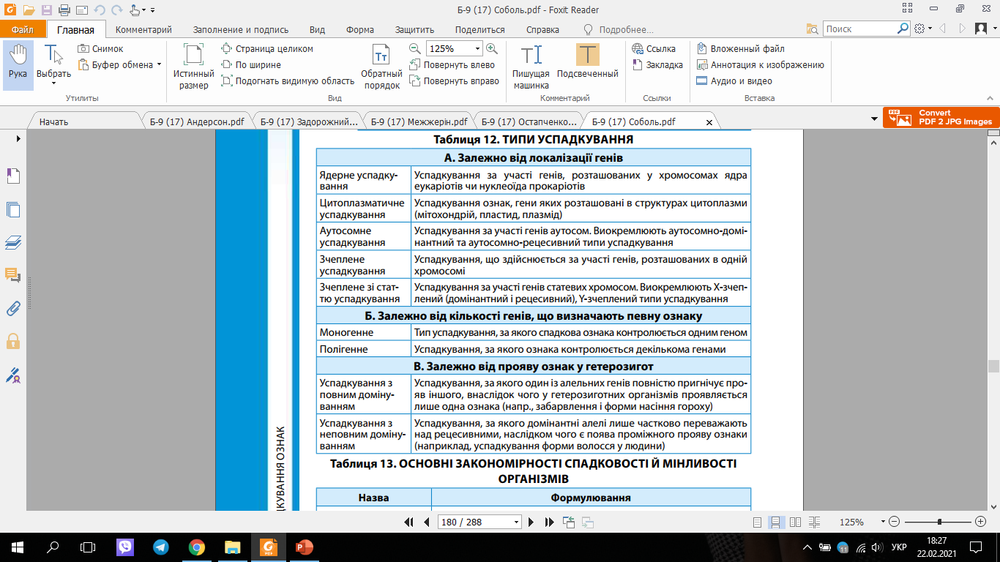 Б-9 (17) Соболь.pdf - Foxit Reader
Файл Главная Комментарий Заполнение и подпись Вид Форма Защитить Поделиться Справка Подробнее... Поиск
Рука
Выбрать
Снимок
Буфер обмена
Утилиты
Истинный размер
Страница целиком
По ширине
Подогнать видимую область
Обратный порядок
125%
Повернуть влево
Повернуть вправо
Вид
Пишущая машинка
Подсвеченный
Комментарий
Ссылка
Закладка
Ссылки
Вложенный файл
Аннотация к изображению
Аудио и видео
Вставка
Начать Б-9 (17) Андерсон.pdf Б-9 (17) Задорожний... Б-9 (17) Межжерін.pdf Б-9 (17) Остапченко... Б-9 (17) Соболь.pdf
PDF
Convert
PDF 2 JPG Images
Таблиця 12. ТИПИ УСПАДКУВАННЯ
А. Залежно від локалізації генів
Ядерне успадку-
вання
Успадкування за участі генів, розташованих у хромосомах ядра
еукаріотів чи нуклеоїда прокаріотів
Цитоплазматичне
успадкування
Успадкування ознак, гени яких розташовані в структурах цитоплазми
(мітохондрій, пластид, плазмід)
Аутосомне
успадкування
Успадкування за участі генів аутосом. Виокремлюють аутосомно-домі-
нантний та аутосомно-рецесивний типи успадкування
Зчеплене
успадкування
Успадкування, що здійснюється за участі генів, розташованих в одній
хромосомі
Зчеплене зі стат-
тю успадкування
Успадкування за участі генів статевих хромосом. Виокремлюють Х-зчеп-
лений (домінантний і рецесивний), Y-зчеплений типи успадкування
Б. Залежно від кількості генів, що визначають певну ознаку
Моногенне
Тип успадкування, за якого спадкова ознака контролюється одним геном
Полігенне
Успадкування, за якого ознака контролюється декількома генами
В. Залежно від прояву ознак у гетерозигот
Успадкування з
повним доміну-
ванням
Успадкування, за якого один із алельних генів повністю пригнічує про-
яв іншого, внаслідок чого у гетерозиготних організмів проявляється
лише одна ознака (напр., забарвлення і форми насіння гороху)
Успадкування з
неповним доміну-
ванням
Успадкування, за якого домінантні алелі лише частково переважають
над рецесивними, наслідком чого є поява проміжного прояву ознаки
(наприклад, успадкування форми волосся у людини)
Таблиця 13. ОСНОВНІ ЗАКОНОМІРНОСТІ СПАДКОВОСТІ Й МІНЛИВОСТІ
ОРГАНІЗМІВ
Назва Формулювання
ДКУВАННЯ ОЗНАК
180 / 288
125%
11
УКР
18:27
22.02.2021